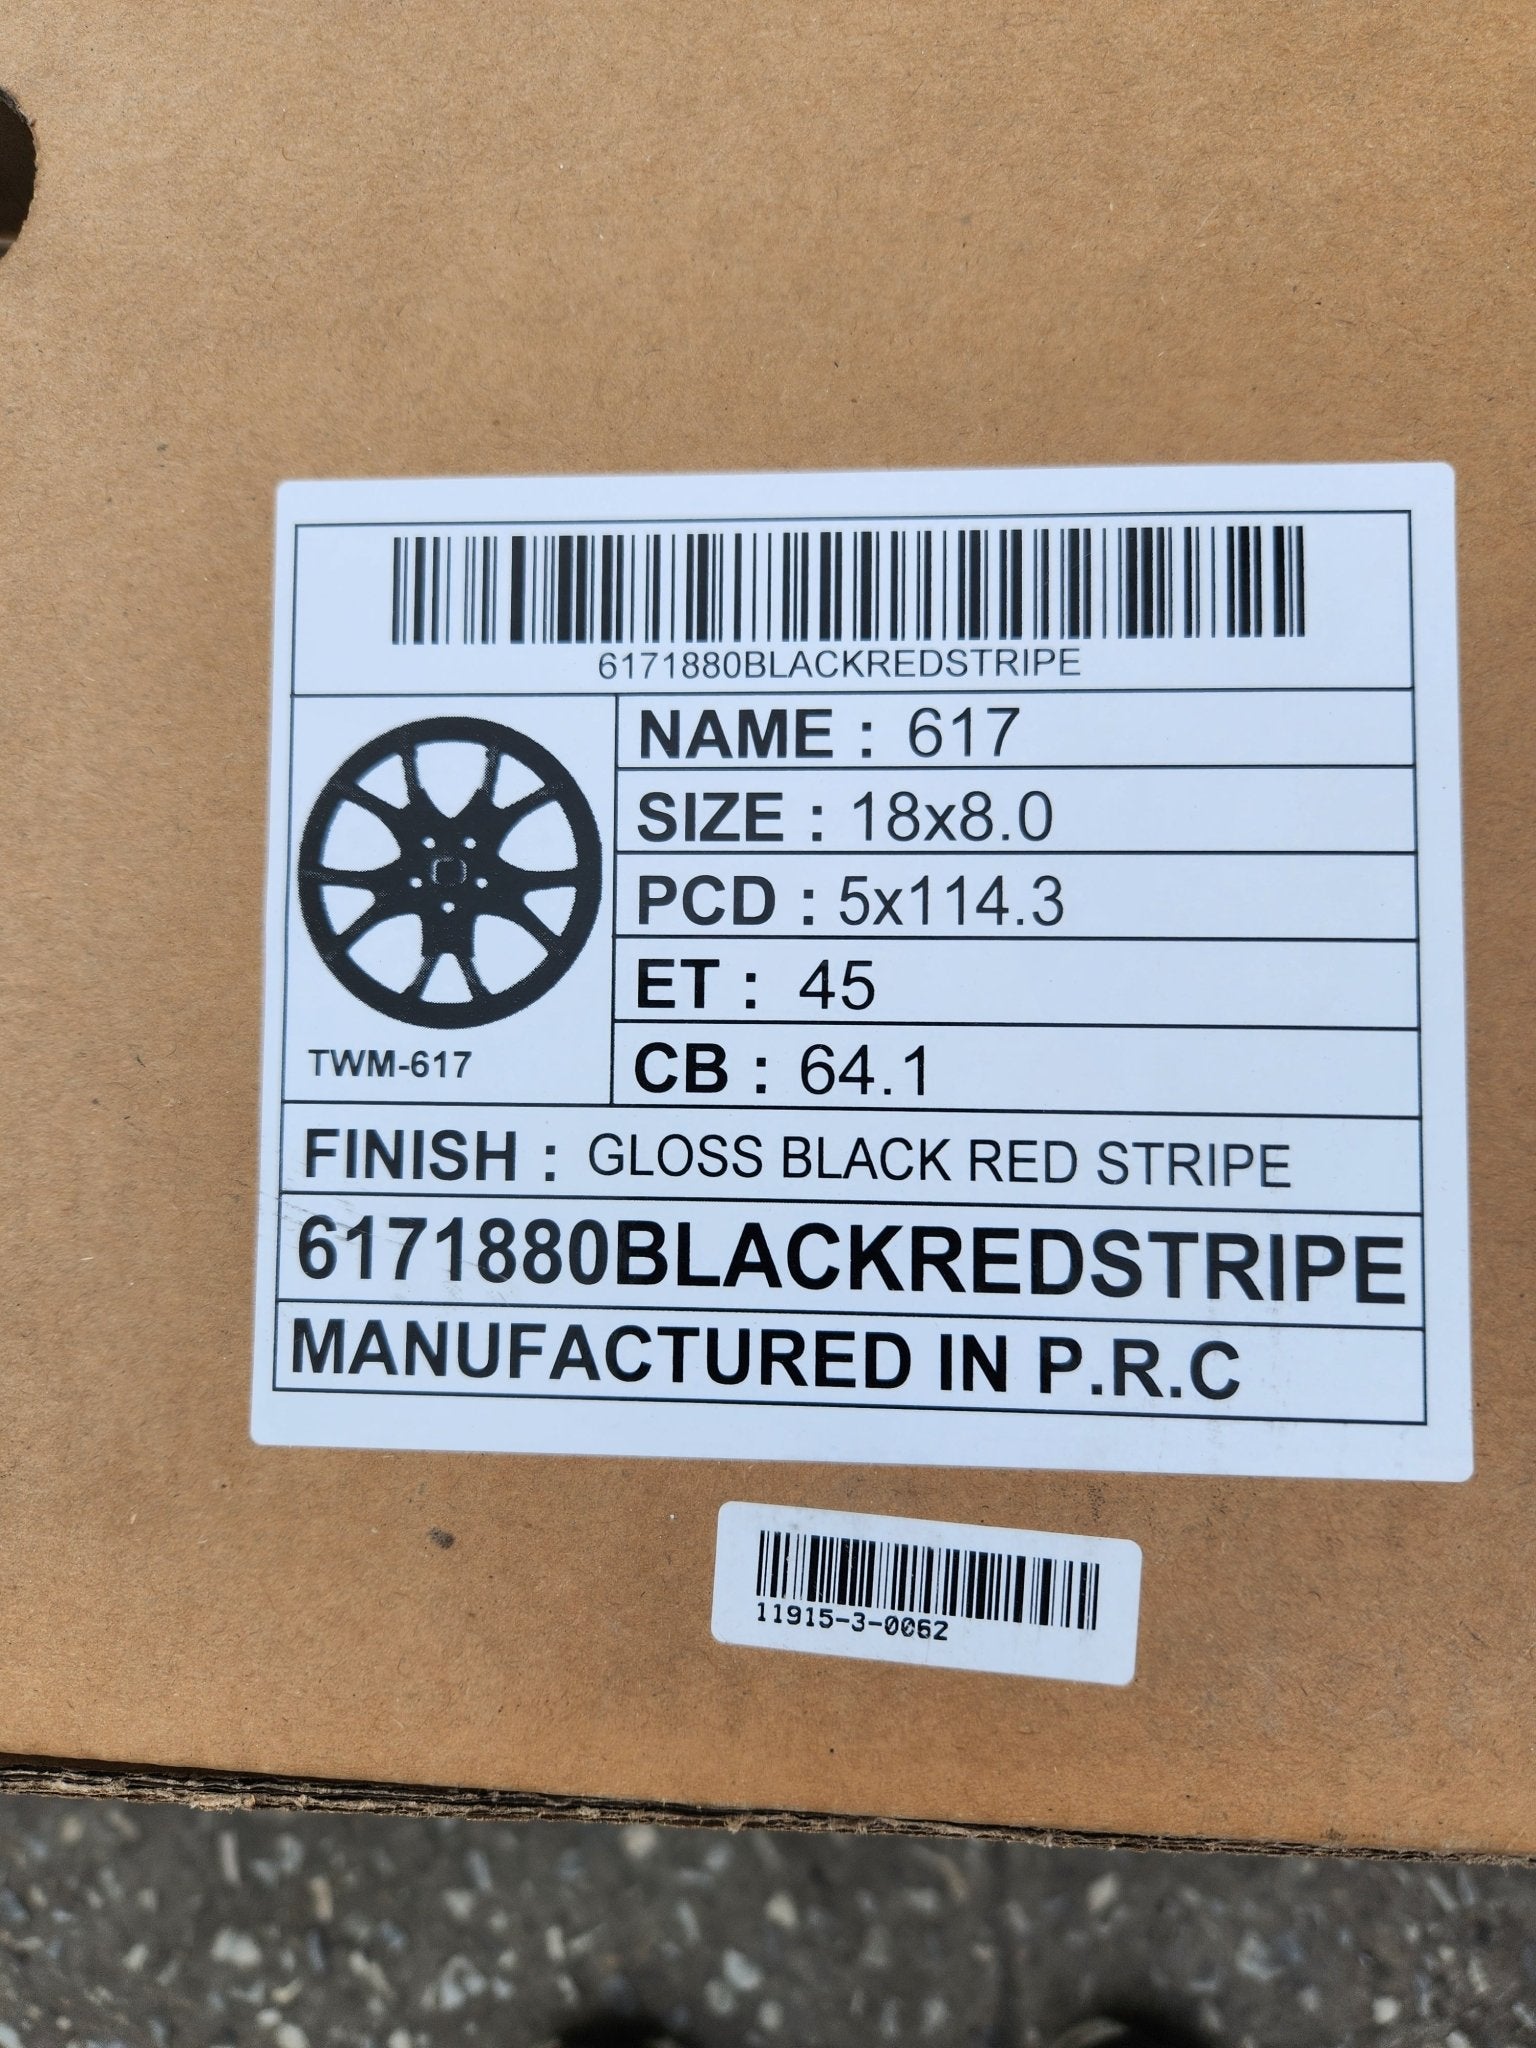 6171880BLACKREDSTRIPE
NAME : 617
SIZE : 18x8.0
PCD : 5x114.3
ET : 45
CB : 64.1
TWM-617
FINISH : GLOSS BLACK RED STRIPE
6171880BLACKREDSTRIPE
MANUFACTURED IN P.R.C
11915-3-0062